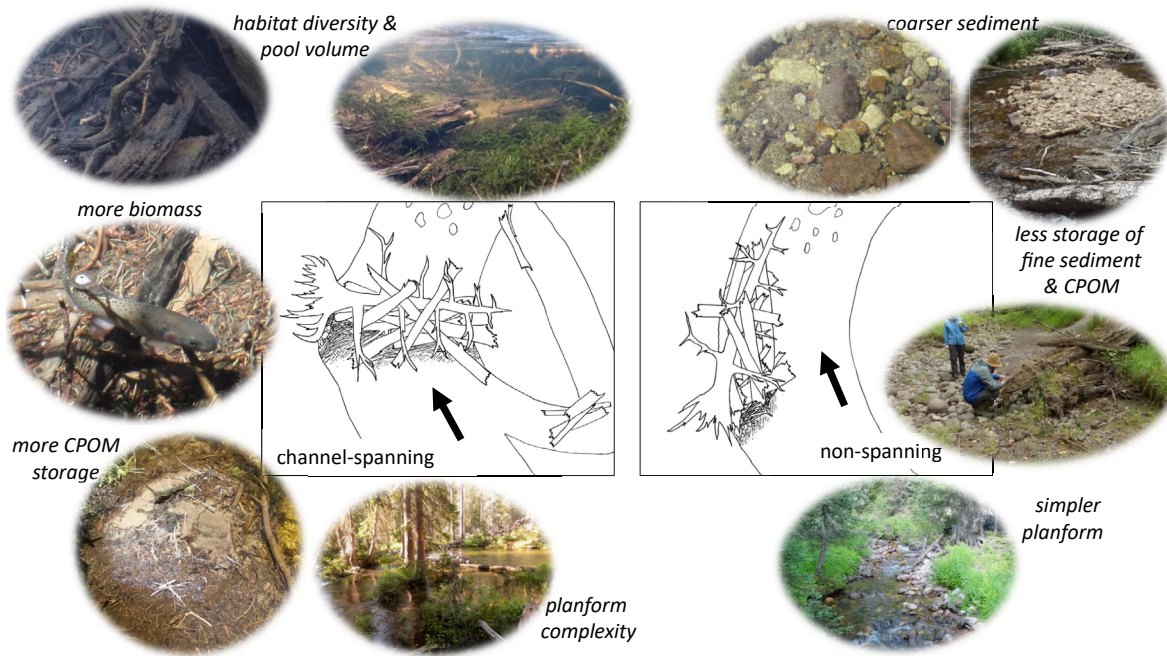 habitat diversity &
pool volume
coarser sediment
more biomass
less storage of
fine sediment
& CPOM
channel-spanning
non-spanning
more CPOM
storage
planform
complexity
simpler
planform